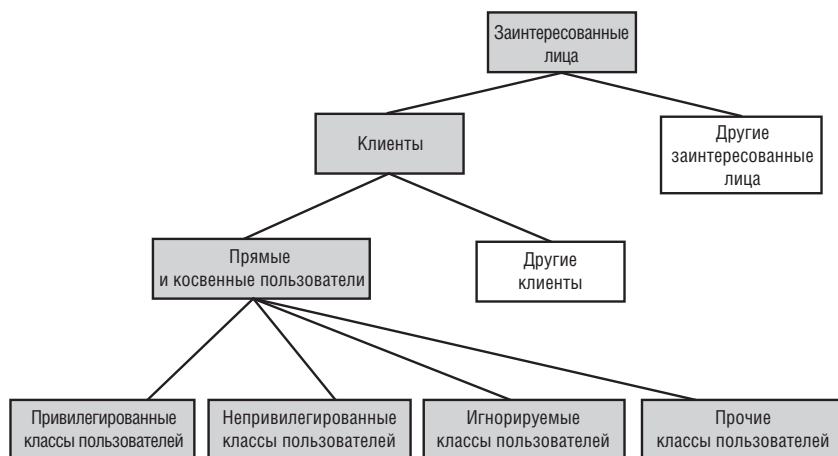 Заинтересованные
лица
Клиенты
Другие
заинтересованные
лица
Прямые
и косвенные пользователи
Другие
клиенты
Привилегированные
классы пользователей
Непривилегированные
классы пользователей
Игнорируемые
классы пользователей
Прочие
классы пользователей